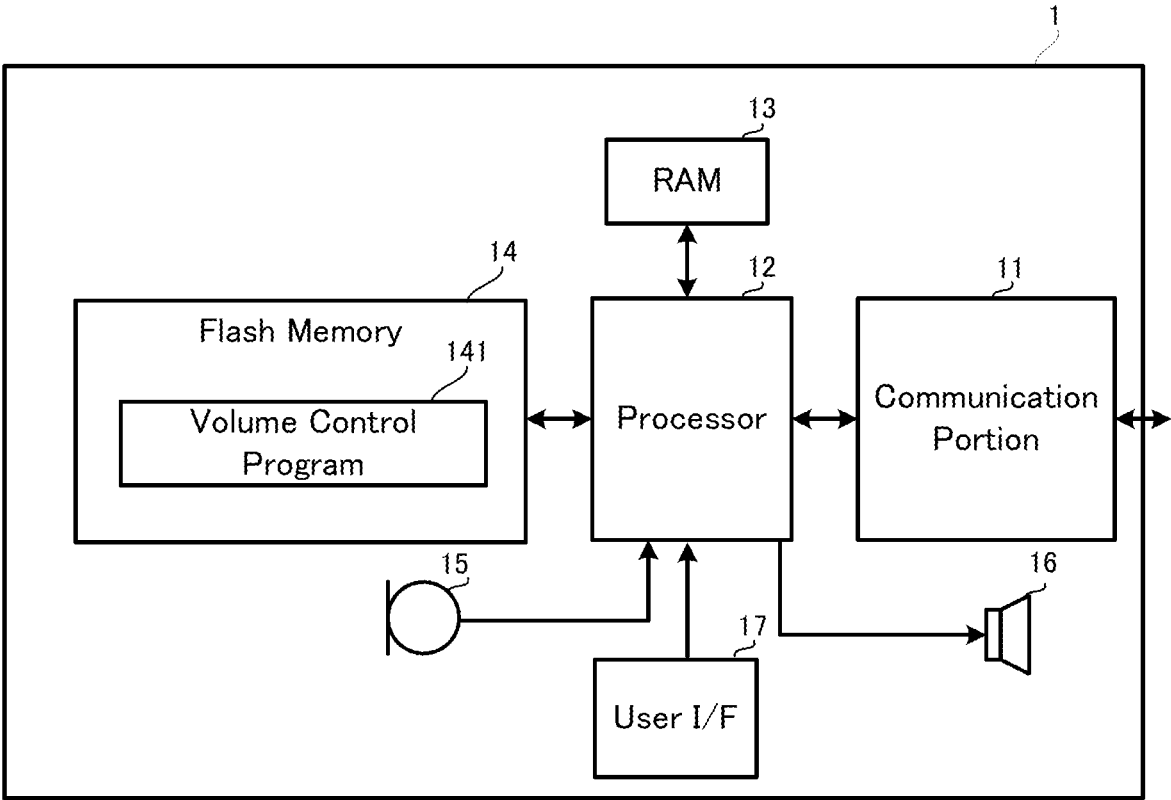 1
13
RAM
14
12
11
Flash Memory
141
Volume Control
Program
Processor
Communication
Portion
15
16
17
User I/F